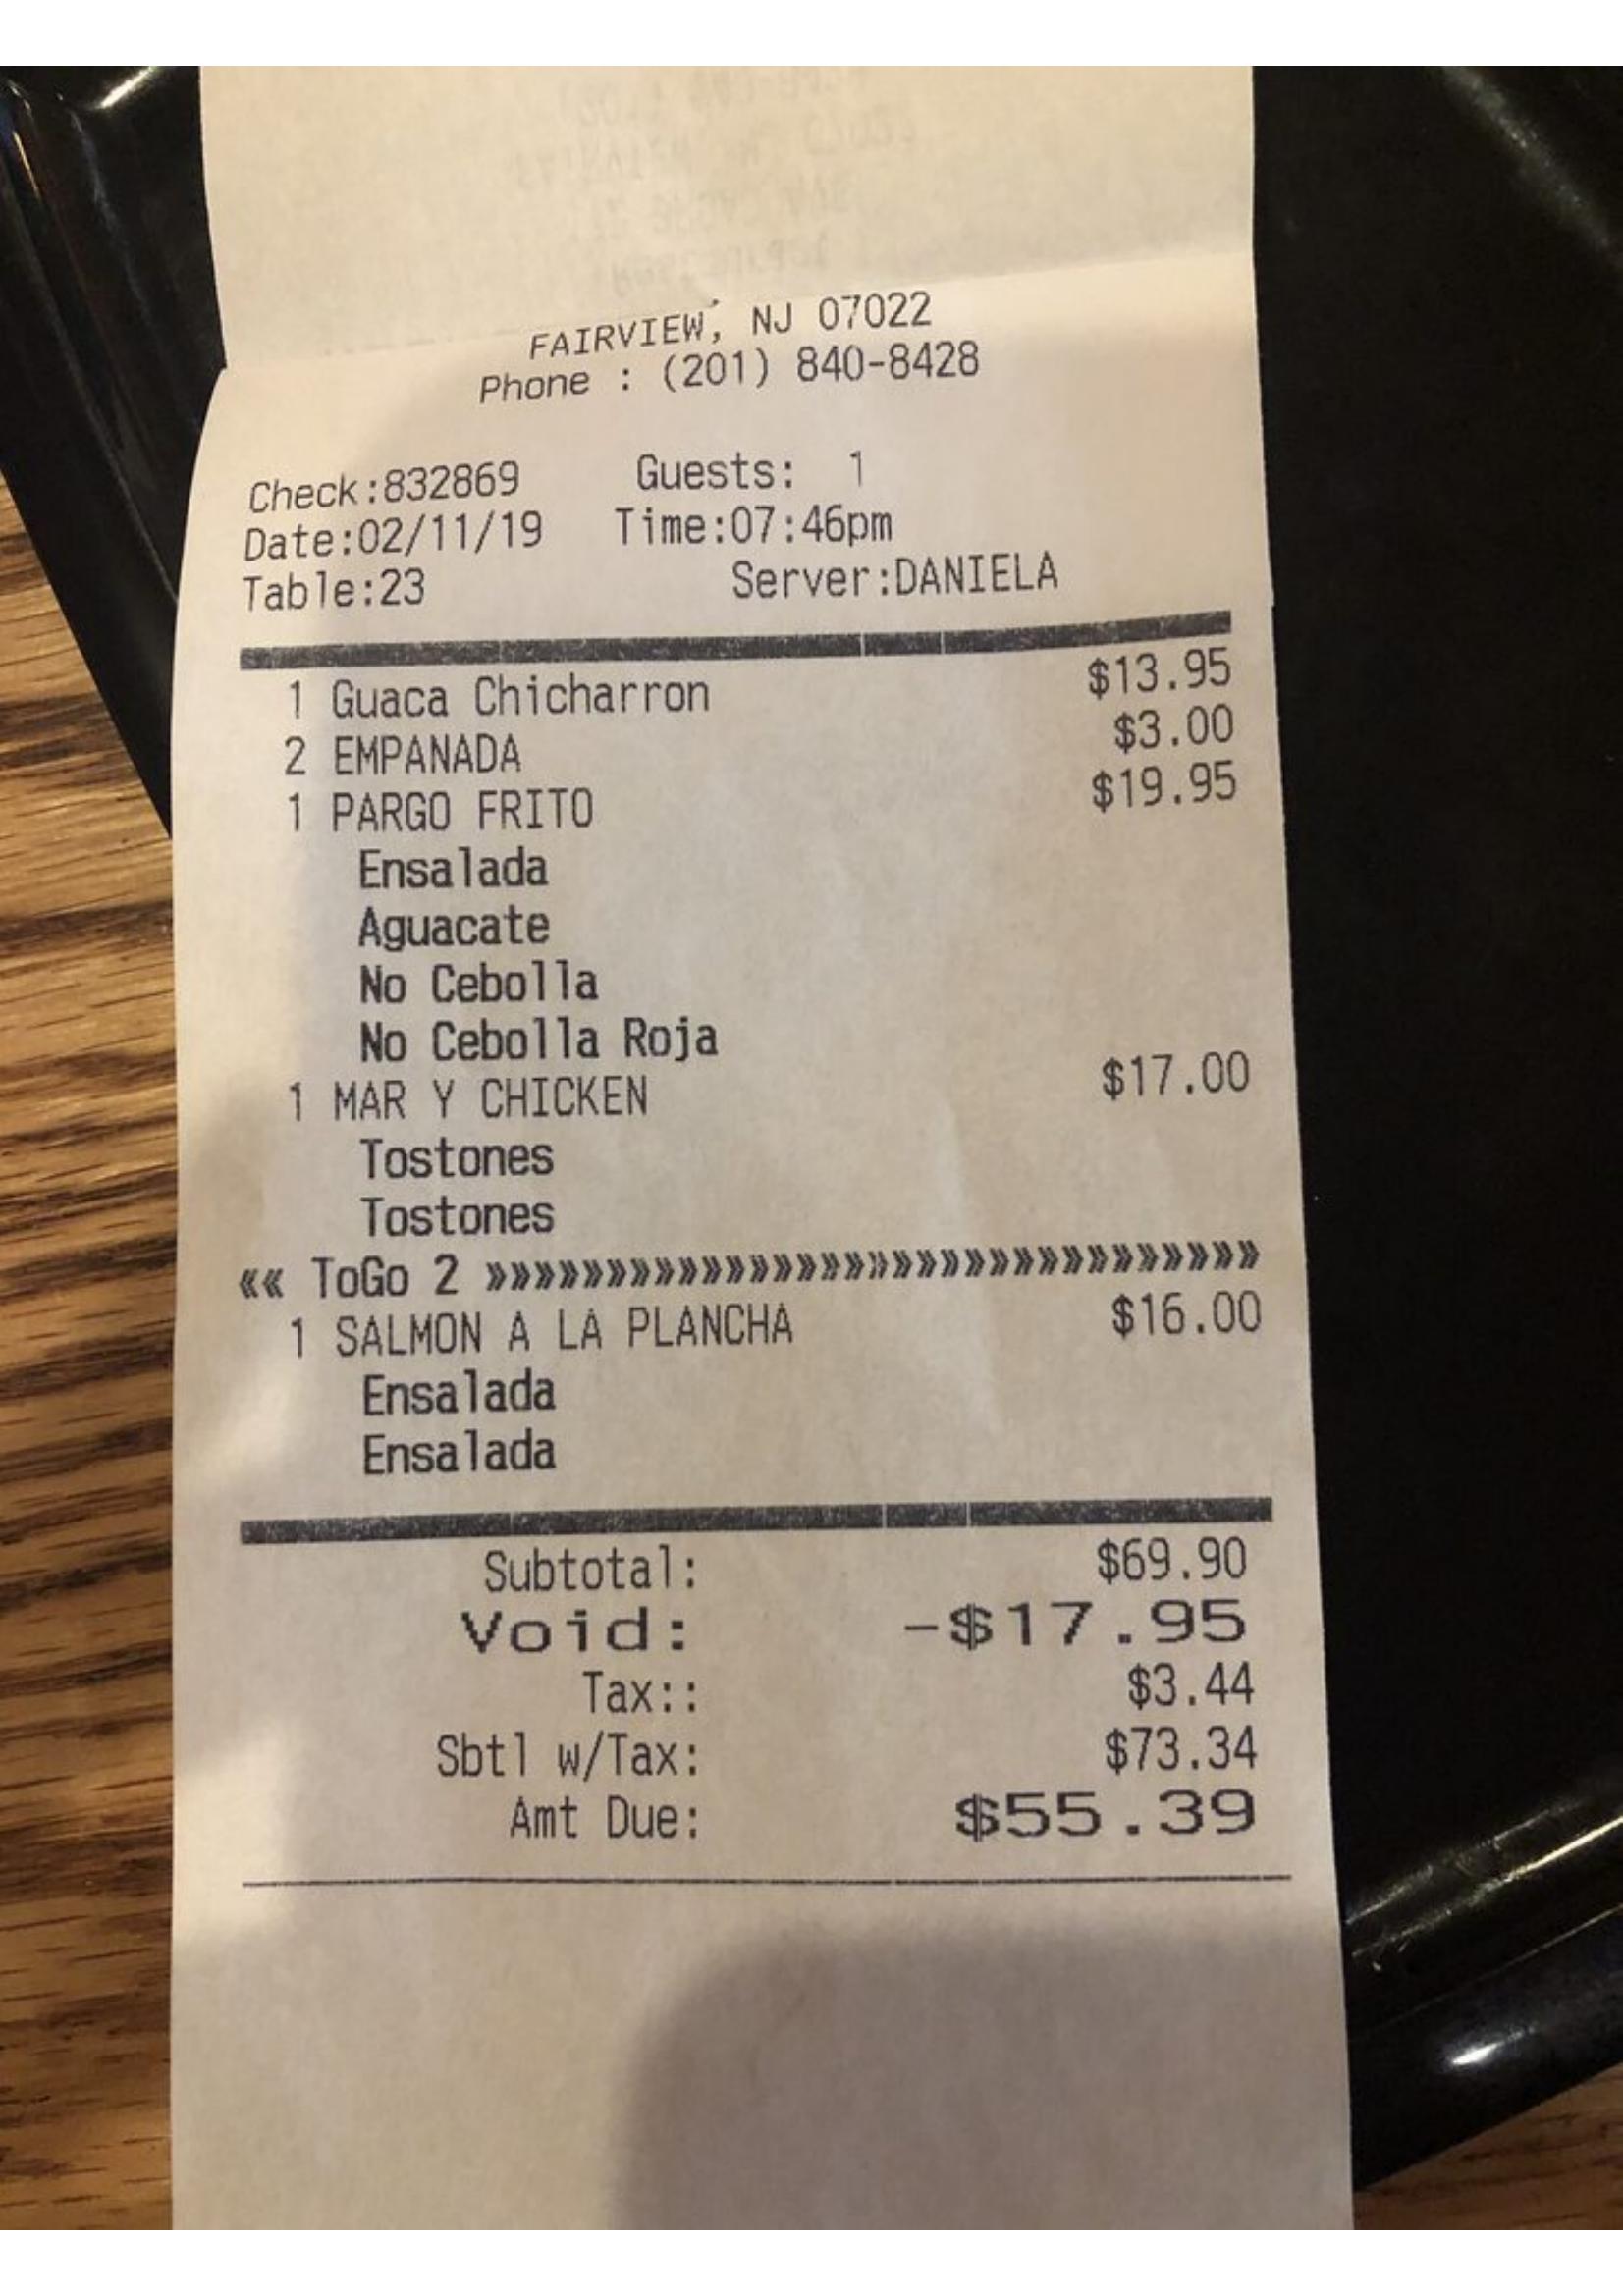 FAIRVIEW, NJ 07022
Phone : (201) 840-8428
Check:832869 Guests: 1
Date:02/11/19 Time:07:46pm
Table:23 Server:DANIELA
1 Guaca Chicharron $13.95
2 EMPANADA $3.00
1 PARGO FRITO $19.95
Ensalada
Aguacate
No Cebolla
No Cebolla Roja
1 MAR Y CHICKEN $17.00
Tostones
Tostones
«« ToGo 2 »»»»»»»»»»»»»»»»»»»»»»»»»»»»»»»»
1 SALMON A LA PLANCHA $16.00
Ensalada
Ensalada
Subtotal: $69.90
Void: -$17.95
Tax:: $3.44
Sbtl w/Tax: $73.34
Amt Due: $55.39